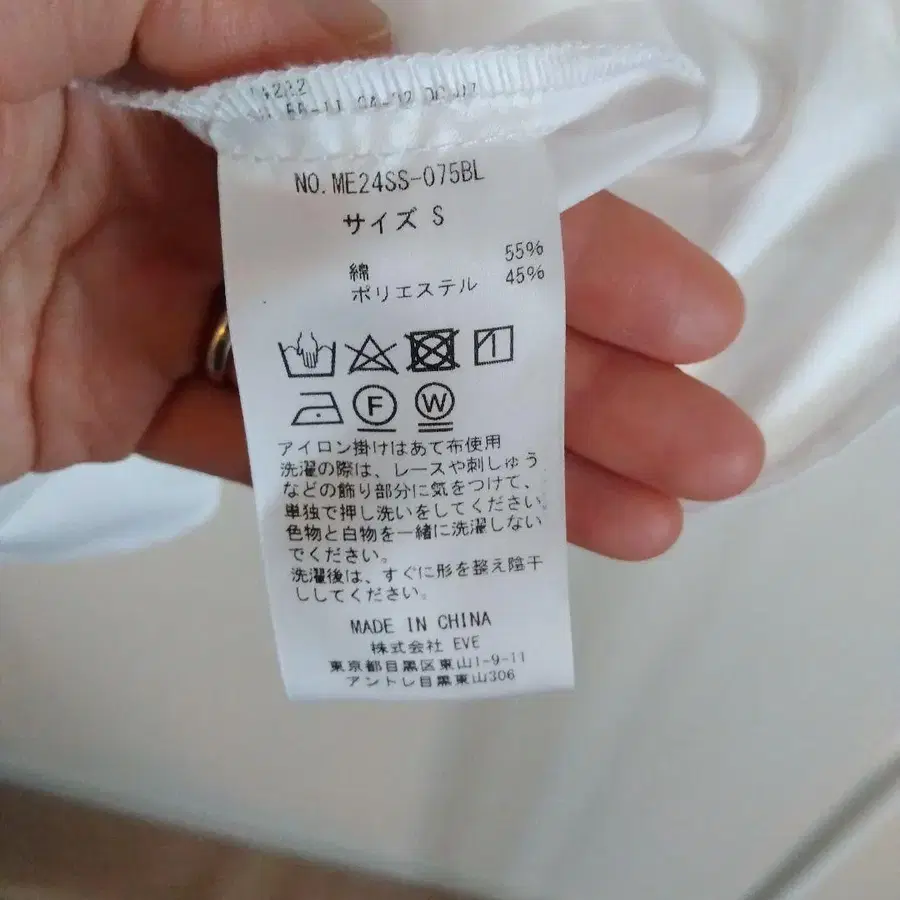 NO.ME24SS-075BL
サイズ S
綿 55%
ポリエステル 45%
F W
アイロン掛けはあて布使用
洗濯の際は、レースや刺しゅう
などの飾り部分に気をつけて、
単独で押し洗いをしてください。
色物と白物を一緒に洗濯しない
でください。
洗濯後は、すぐに形を整え陰干
ししてください。
MADE IN CHINA
株式会社 EVE
東京都目黒区東山1-9-11
アントレ目黒東山306